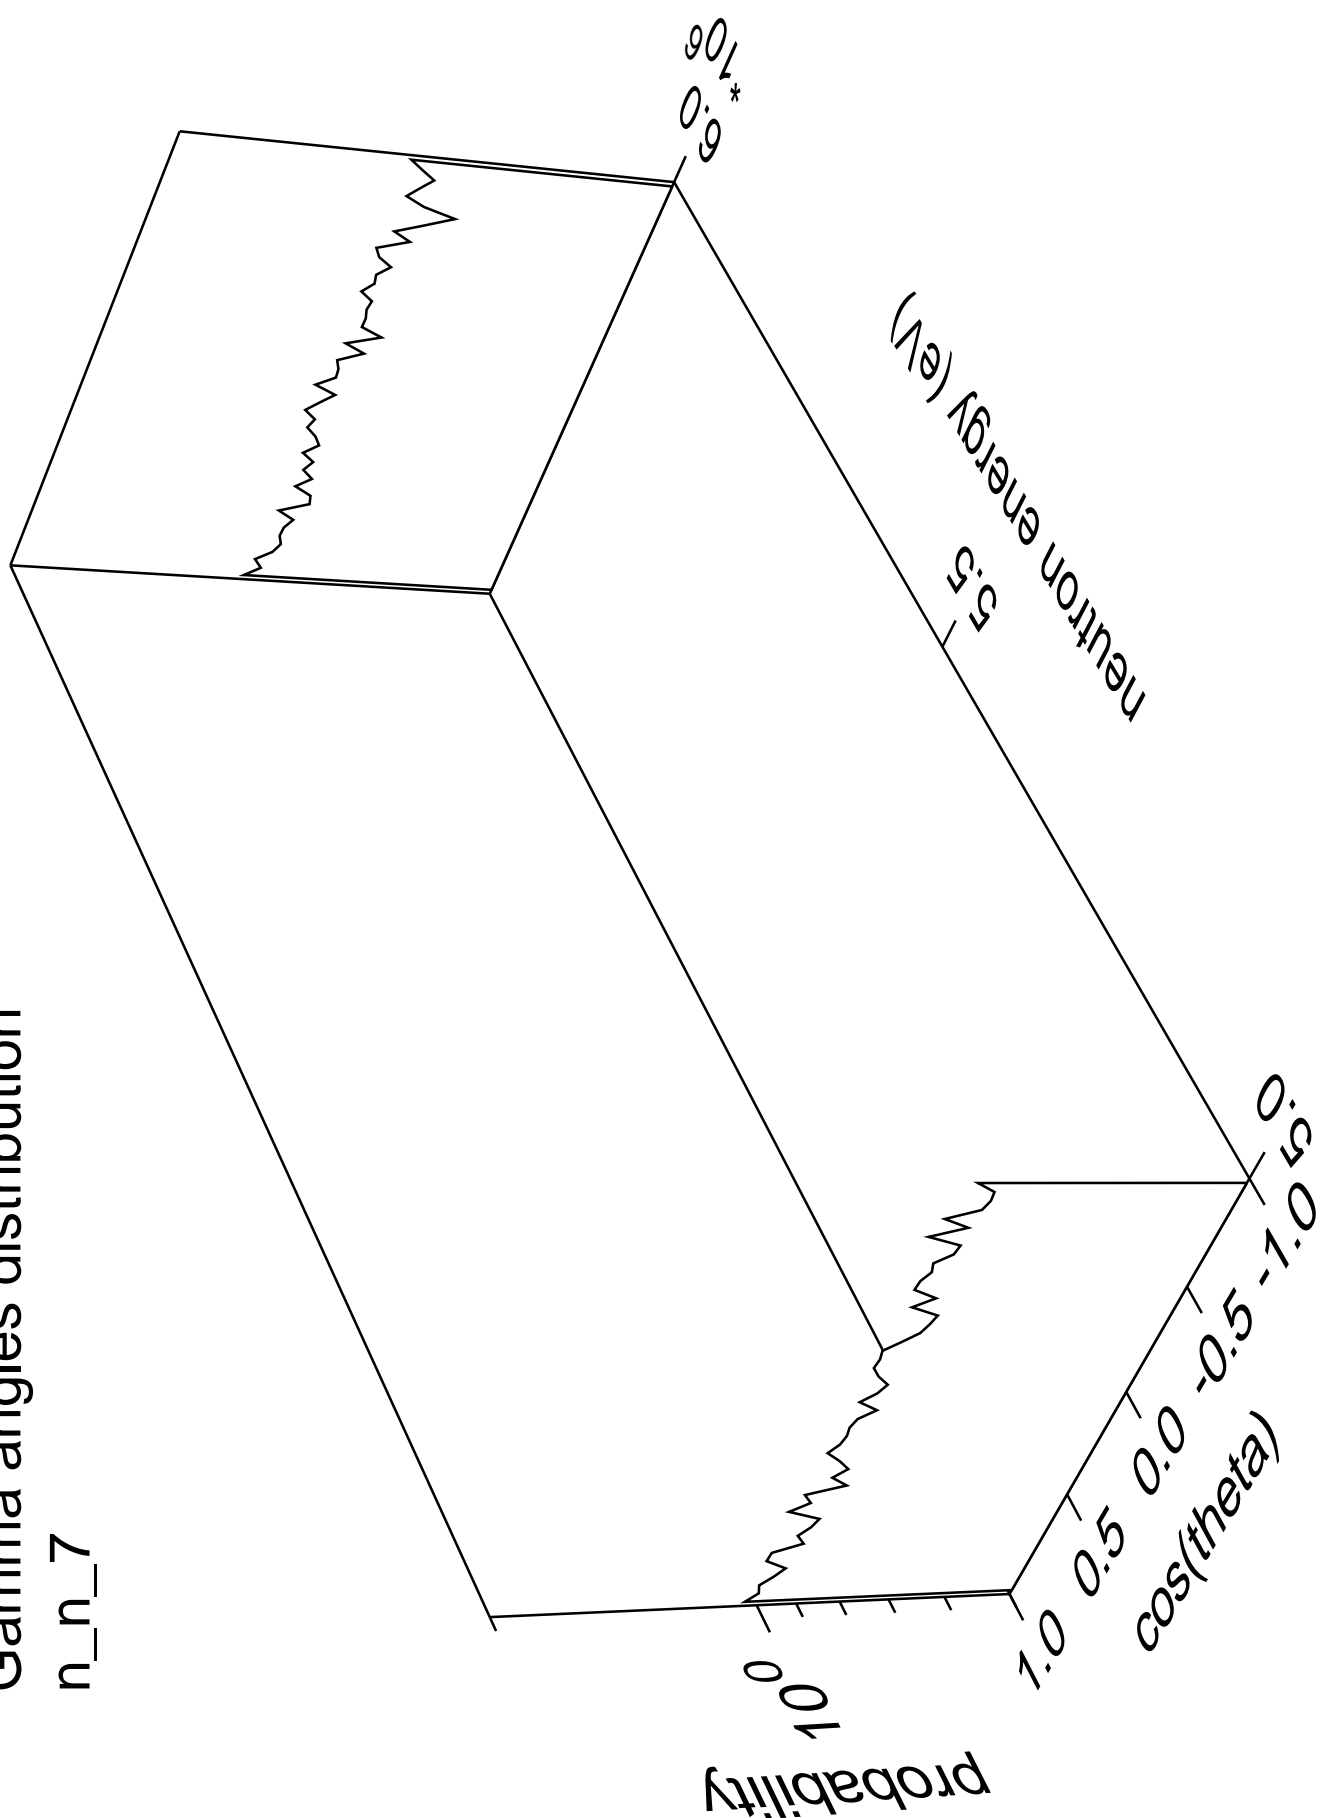 Gamma angles distribution
n_n_7
probability
10^0
cos(theta)
1.0
0.5
0.0
-0.5
-1.0
neutron energy (eV)
5.0
5.5
6.0
*10^6